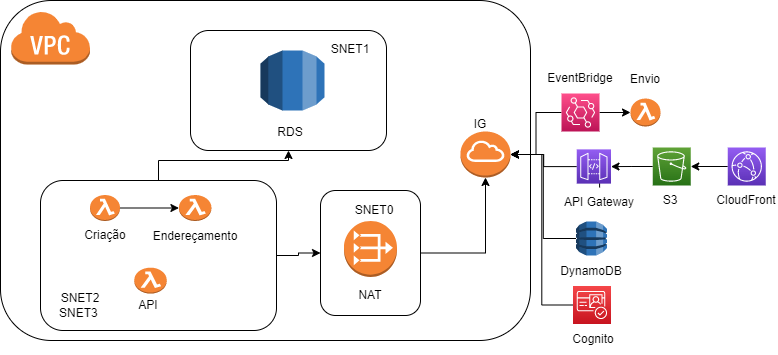 VPC
SNET1
RDS
EventBridge
Envio
IG
SNET0
NAT
API Gateway
S3
CloudFront
Criação
Endereçamento
API
SNET2
SNET3
DynamoDB
Cognito